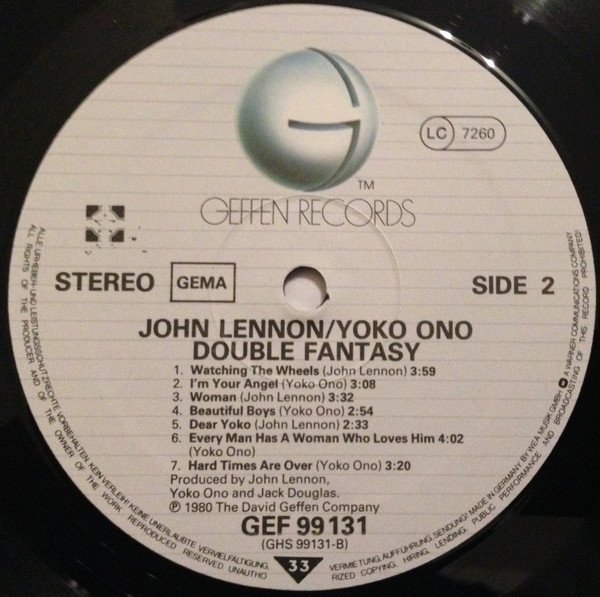 LC 7260
TM
GEFFEN RECORDS
STEREO
GEMA
SIDE 2
JOHN LENNON/YOKO ONO
DOUBLE FANTASY
1. Watching The Wheels (John Lennon) 3:59
2. I'm Your Angel (Yoko Ono) 3:08
3. Woman (John Lennon) 3:32
4. Beautiful Boys (Yoko Ono) 2:54
5. Dear Yoko (John Lennon) 2:33
6. Every Man Has A Woman Who Loves Him 4:02
(Yoko Ono)
7. Hard Times Are Over (Yoko Ono) 3:20
Produced by John Lennon,
Yoko Ono and Jack Douglas.
℗ 1980 The David Geffen Company
GEF 99 131
(GHS 99131-B)
33
ALLE URHEBER- UND LEISTUNGSSCHUTZRECHTE VORBEHALTEN. KEIN VERLEIH! KEINE UNERLAUBTE VERVIELFÄLTIGUNG, VERMIETUNG, AUFFÜHRUNG, SENDUNG! MADE IN GERMANY BY WEA MUSIK GMBH A WARNER COMMUNICATIONS COMPANY
ALL RIGHTS OF THE PRODUCER AND OF THE OWNER OF THE WORK REPRODUCED RESERVED UNAUTHORIZED COPYING, HIRING, LENDING, PUBLIC PERFORMANCE AND BROADCASTING OF THIS RECORD PROHIBITED!